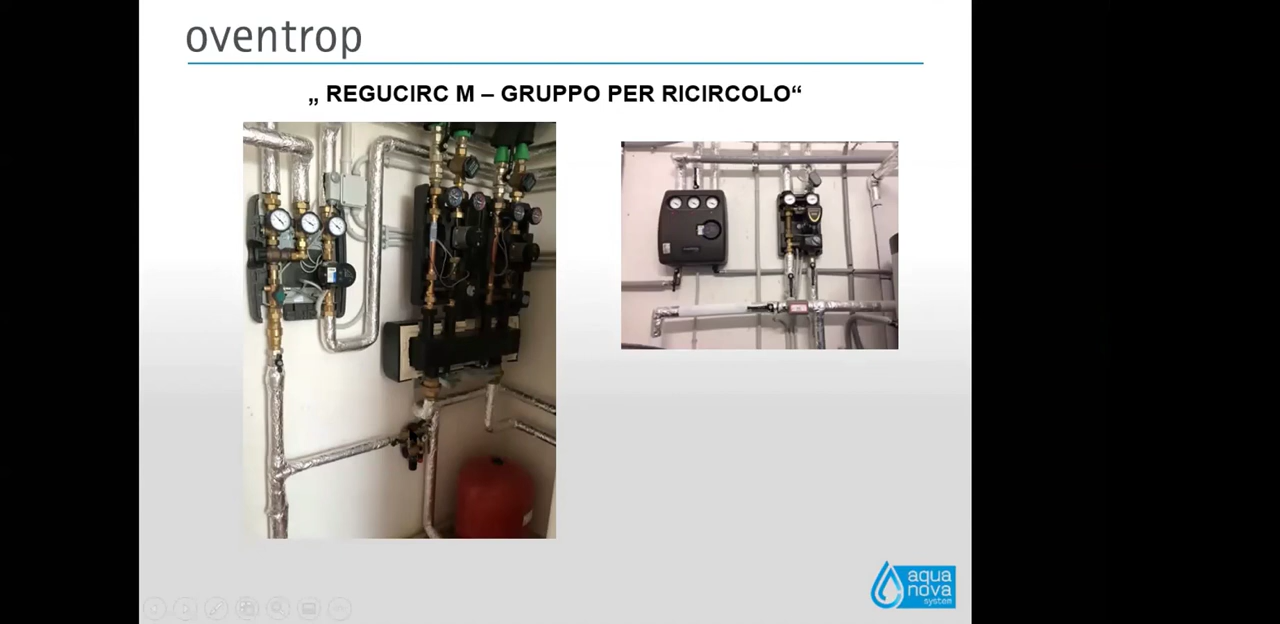 oventrop
„ REGUCIRC M – GRUPPO PER RICIRCOLO“
aqua
nova
system